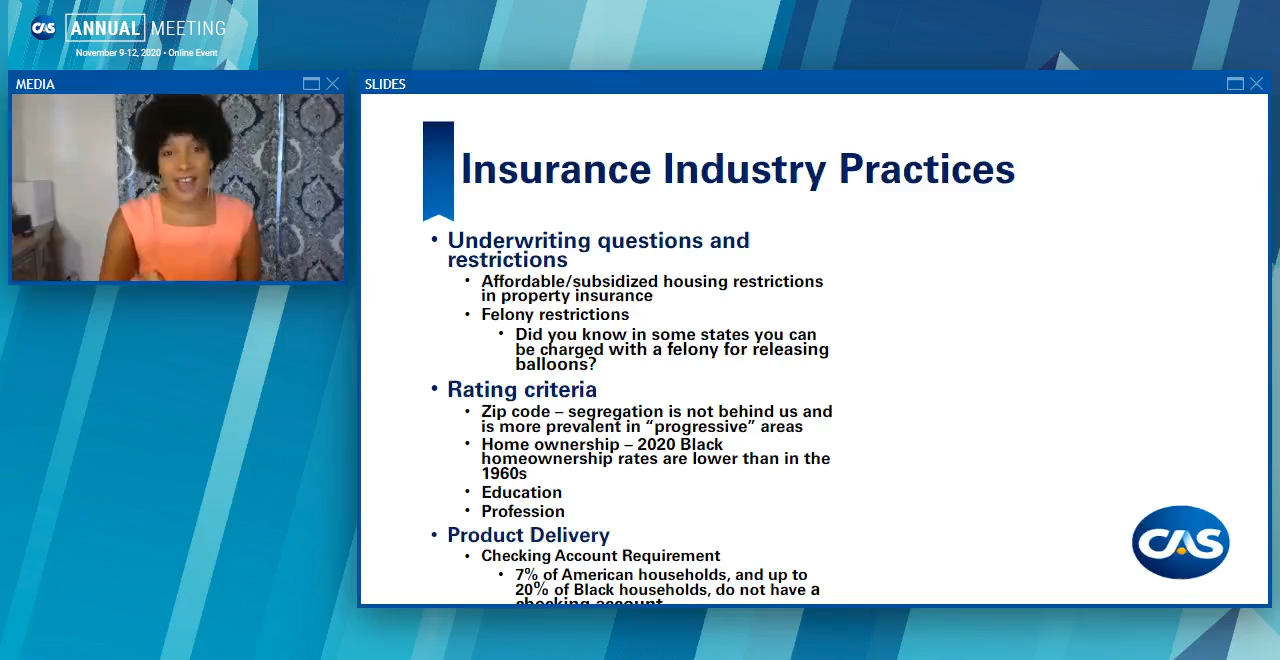 CAS ANNUAL MEETING
November 9-12, 2020 • Online Event
MEDIA
SLIDES
Insurance Industry Practices
• Underwriting questions and
restrictions
• Affordable/subsidized housing restrictions
in property insurance
• Felony restrictions
• Did you know in some states you can
be charged with a felony for releasing
balloons?
• Rating criteria
• Zip code – segregation is not behind us and
is more prevalent in “progressive” areas
• Home ownership – 2020 Black
homeownership rates are lower than in the
1960s
• Education
• Profession
• Product Delivery
• Checking Account Requirement
• 7% of American households, and up to
20% of Black households, do not have a
checking account
CAS